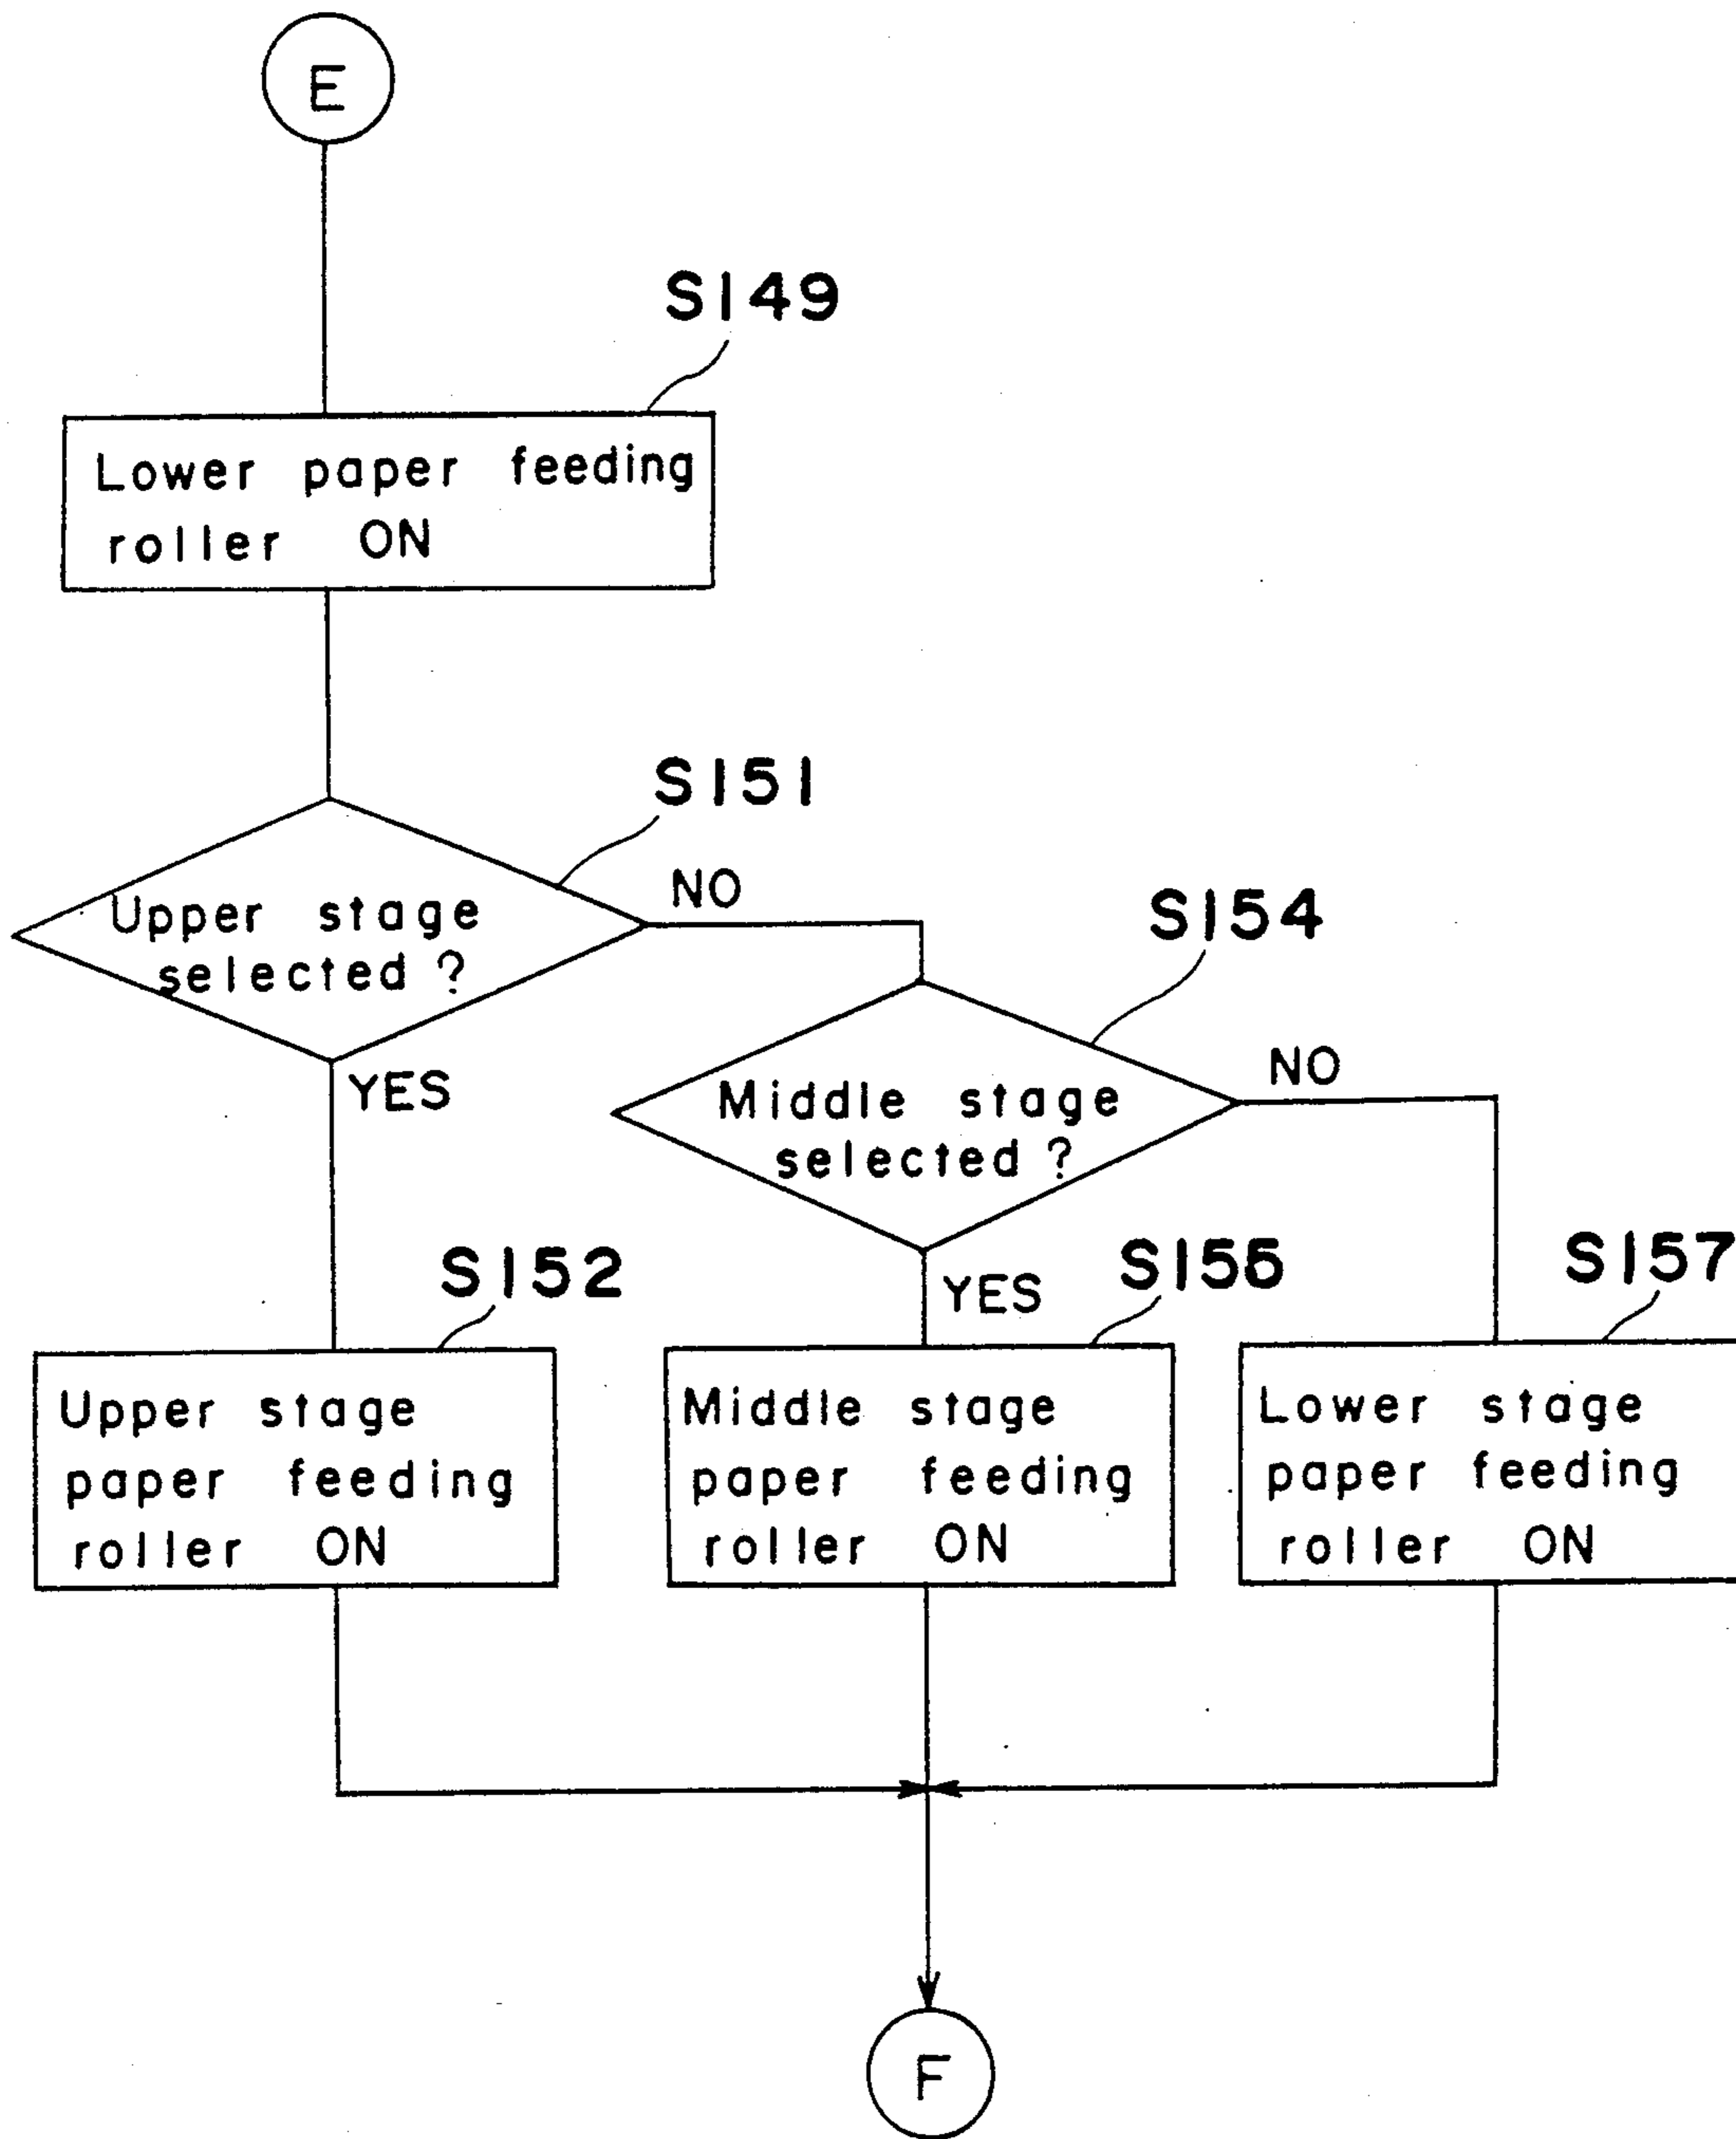 E
S149
Lower paper feeding
roller ON
S151
Upper stage
selected ?
NO
YES
S154
Middle stage
selected ?
NO
YES
S152
Upper stage
paper feeding
roller ON
Middle stage
paper feeding
roller ON
S157
Lower stage
paper feeding
roller ON
F